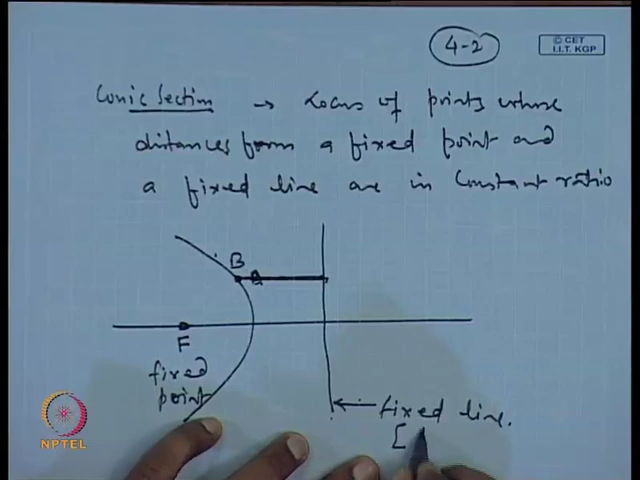 4-2
© CET
I.I.T. KGP
Conic Section → Locus of points whose
distances form a fixed point and
a fixed line are in Constant ratio
B
F
fixed
point
← fixed line.
[
NPTEL